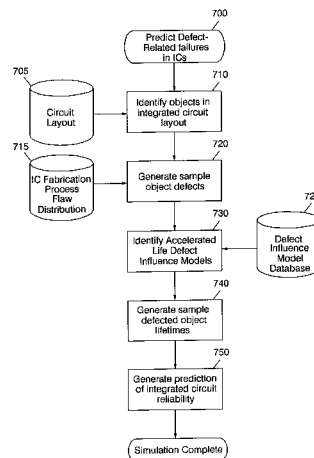 700
Predict Defect-
Related failures
in ICs
705
710
Circuit
Layout
Identify objects in
integrated circuit
layout
715
720
IC Fabrication
Process
Flaw
Distribution
Generate sample
object defects
730
Identify Accelerated
Life Defect
Influence Models
Defect
Influence
Model
Database
740
Generate sample
defected object
lifetimes
750
Generate prediction
of integrated circuit
reliability
Simulation Complete